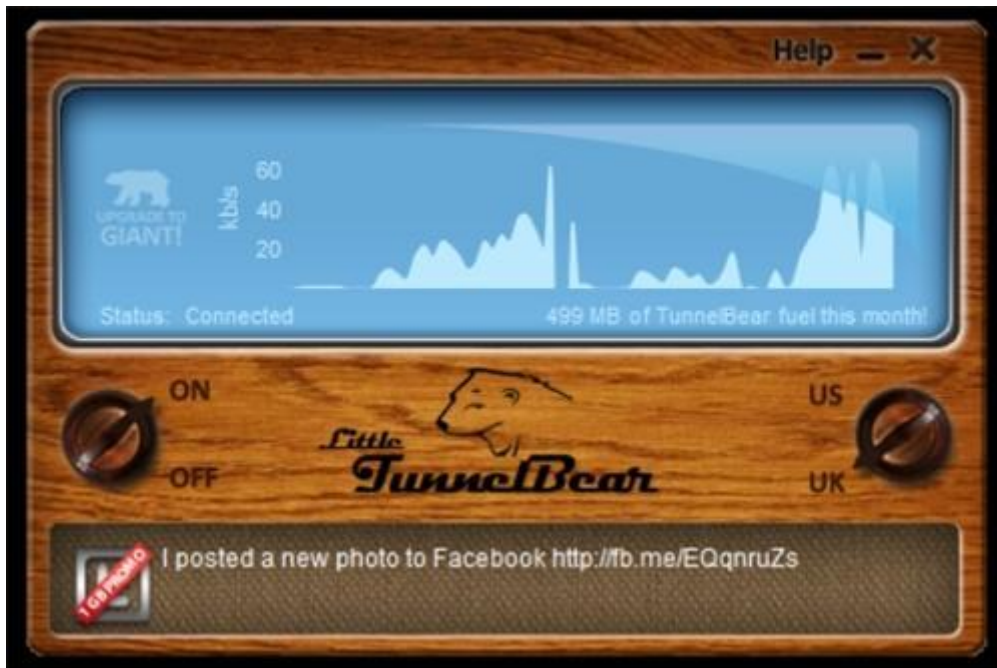 Help
60
40
20
kb/s
UPGRADE TO
GIANT!
Status: Connected
499 MB of TunnelBear fuel this month!
ON
OFF
US
UK
Little
TunnelBear
1 GB PROMO
I posted a new photo to Facebook http://fb.me/EQqnruZs